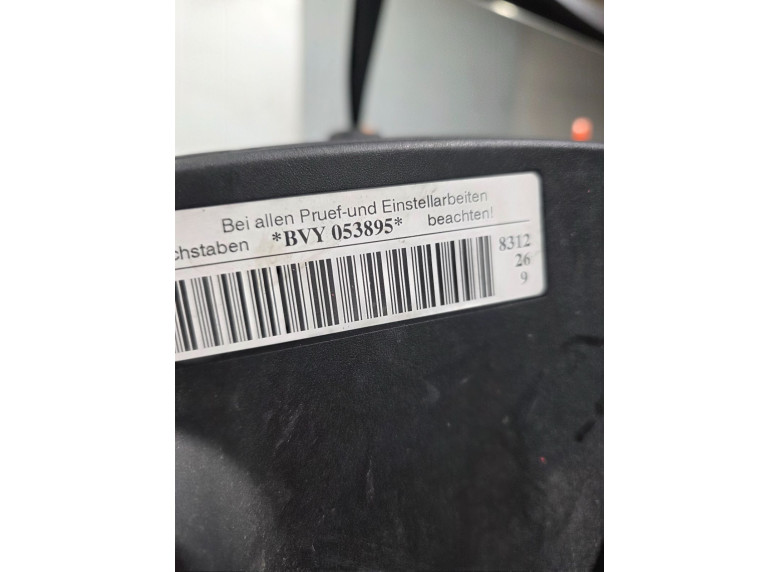 Bei allen Pruef-und Einstellarbeiten
chstaben *BVY 053895* beachten!
8312
26
9